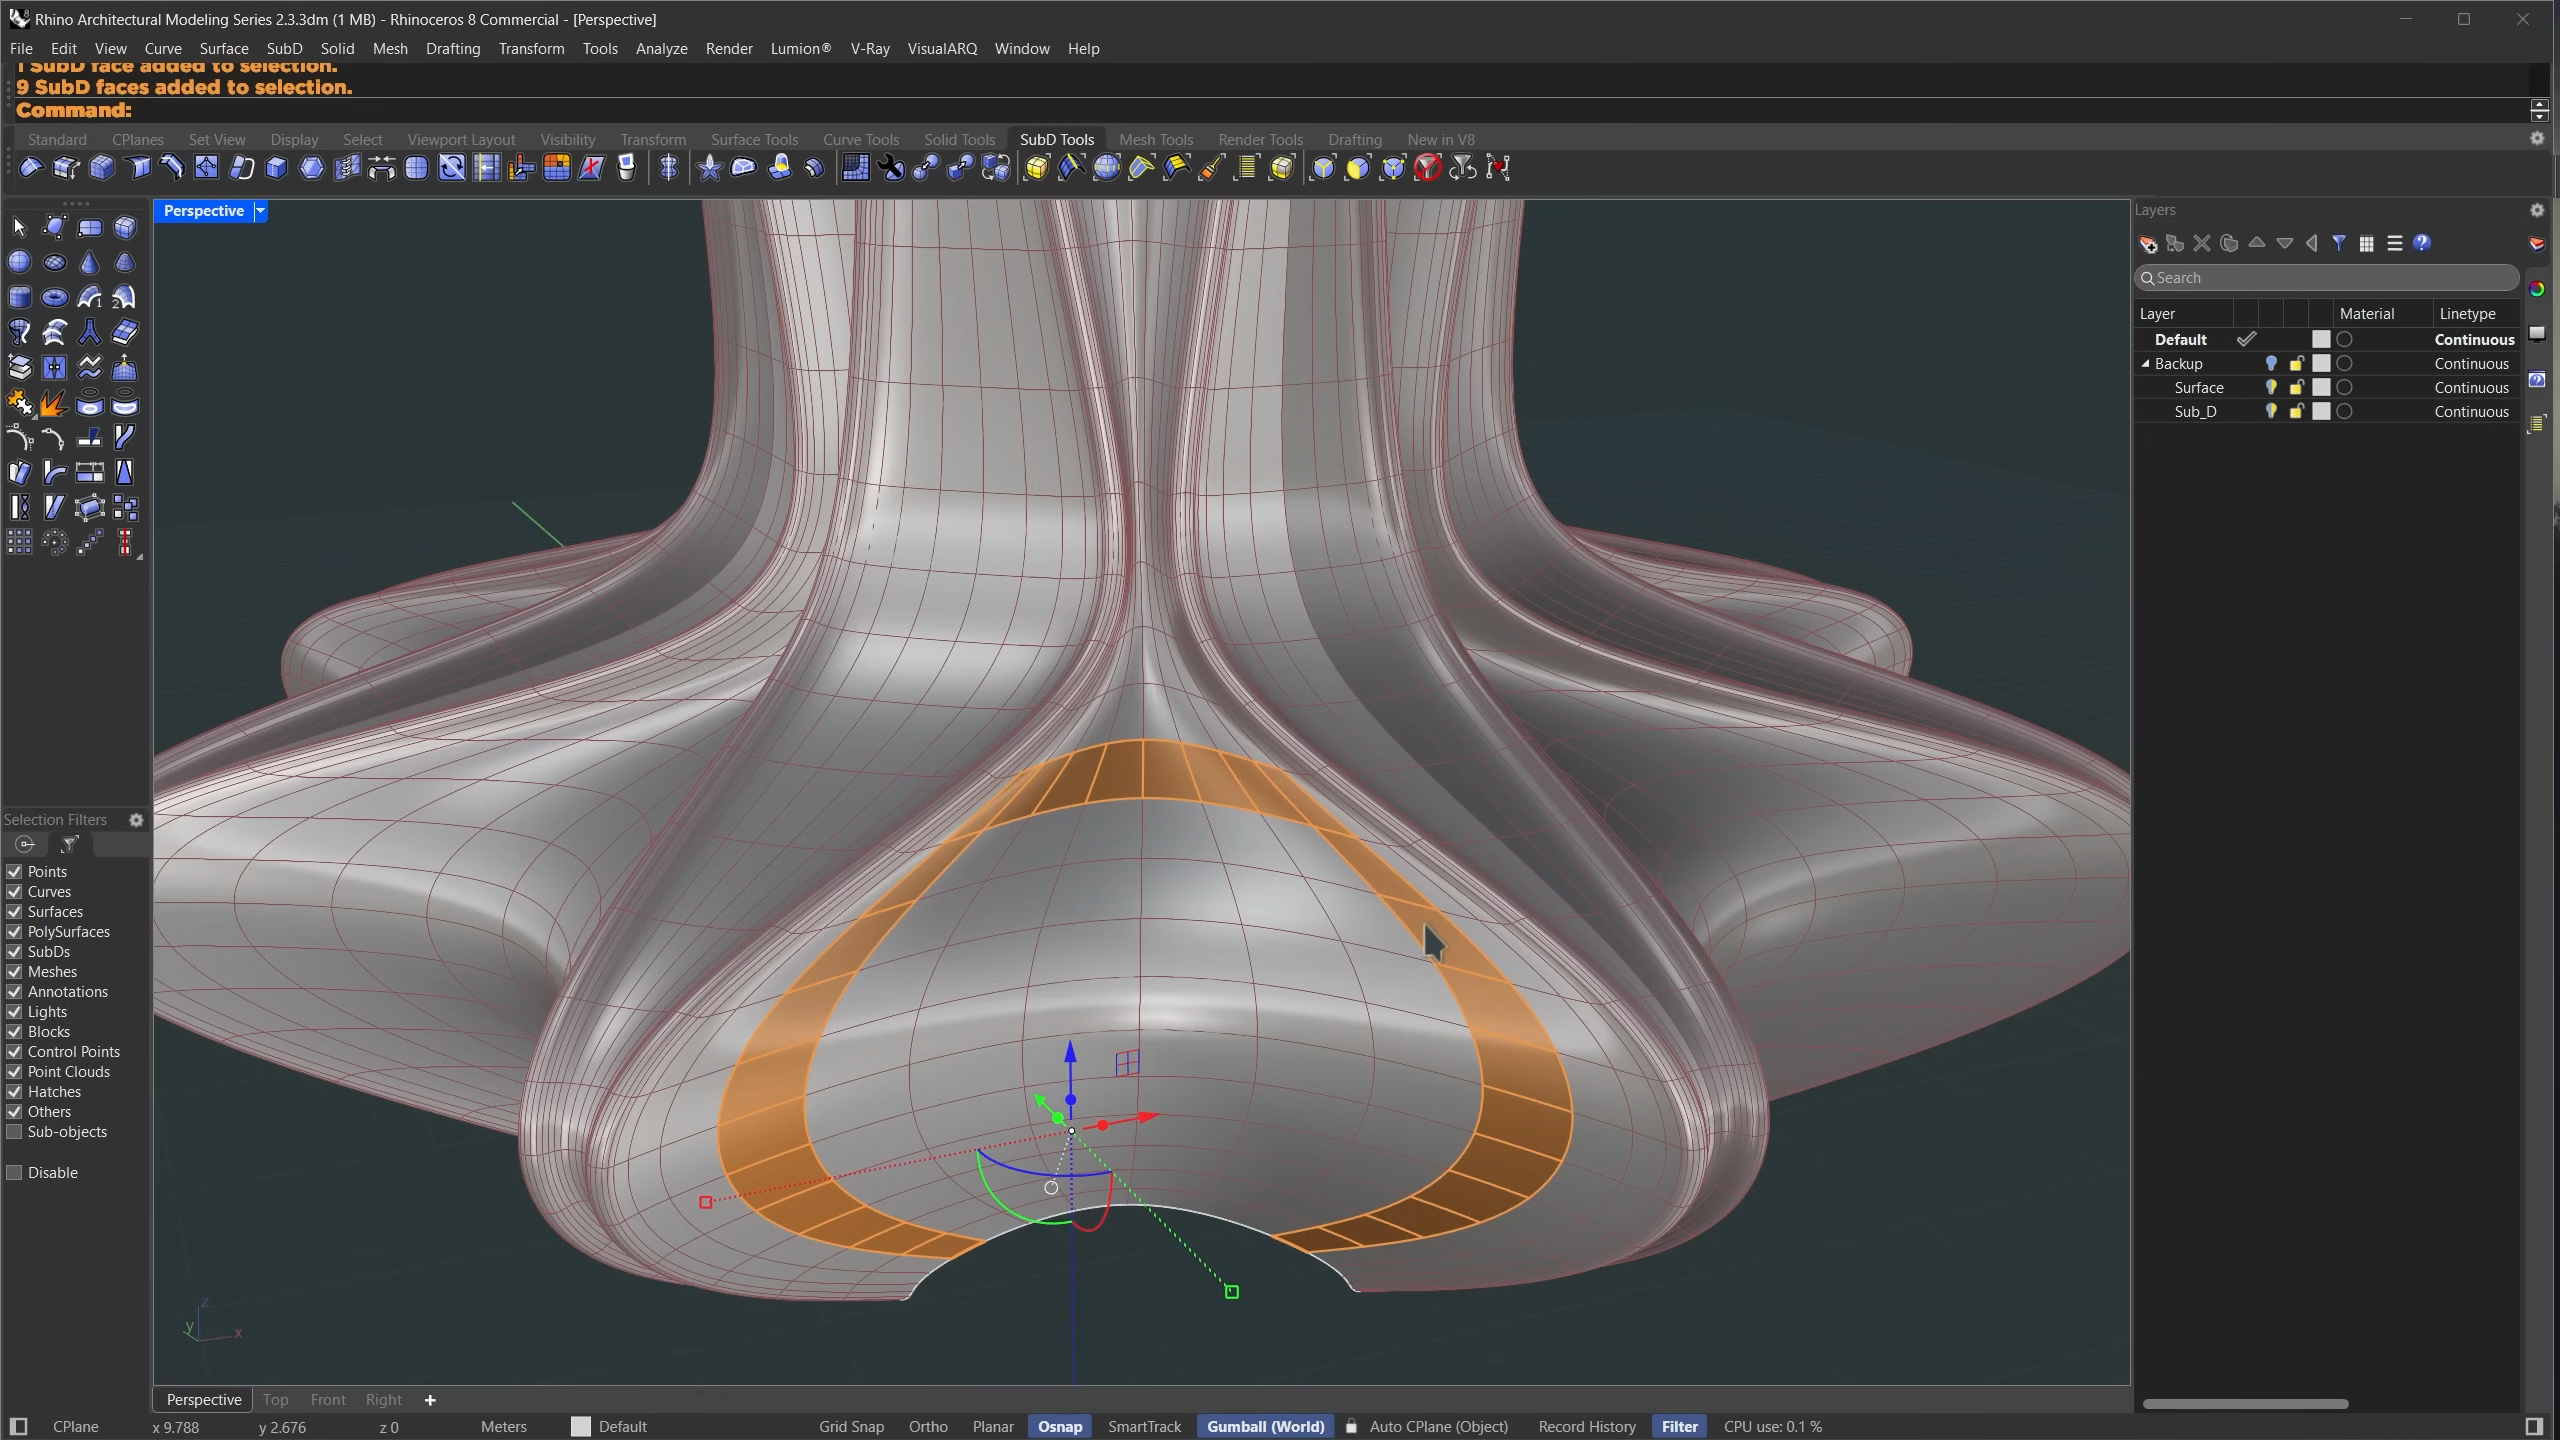 Rhino Architectural Modeling Series 2.3.3dm (1 MB) - Rhinoceros 8 Commercial - [Perspective]
File Edit View Curve Surface SubD Solid Mesh Drafting Transform Tools Analyze Render Lumion® V-Ray VisualARQ Window Help
1 SubD face added to selection.
9 SubD faces added to selection.
Command:
Standard CPlanes Set View Display Select Viewport Layout Visibility Transform Surface Tools Curve Tools Solid Tools SubD Tools Mesh Tools Render Tools Drafting New in V8
Perspective
Layers
Search
Layer Material Linetype
Default Continuous
Backup Continuous
Surface Continuous
Sub_D Continuous
Selection Filters
Points
Curves
Surfaces
PolySurfaces
SubDs
Meshes
Annotations
Lights
Blocks
Control Points
Point Clouds
Hatches
Others
Sub-objects
Disable
z
y
x
Perspective Top Front Right
CPlane x 9.788 y 2.676 z 0 Meters Default Grid Snap Ortho Planar Osnap SmartTrack Gumball (World) Auto CPlane (Object) Record History Filter CPU use: 0.1 %